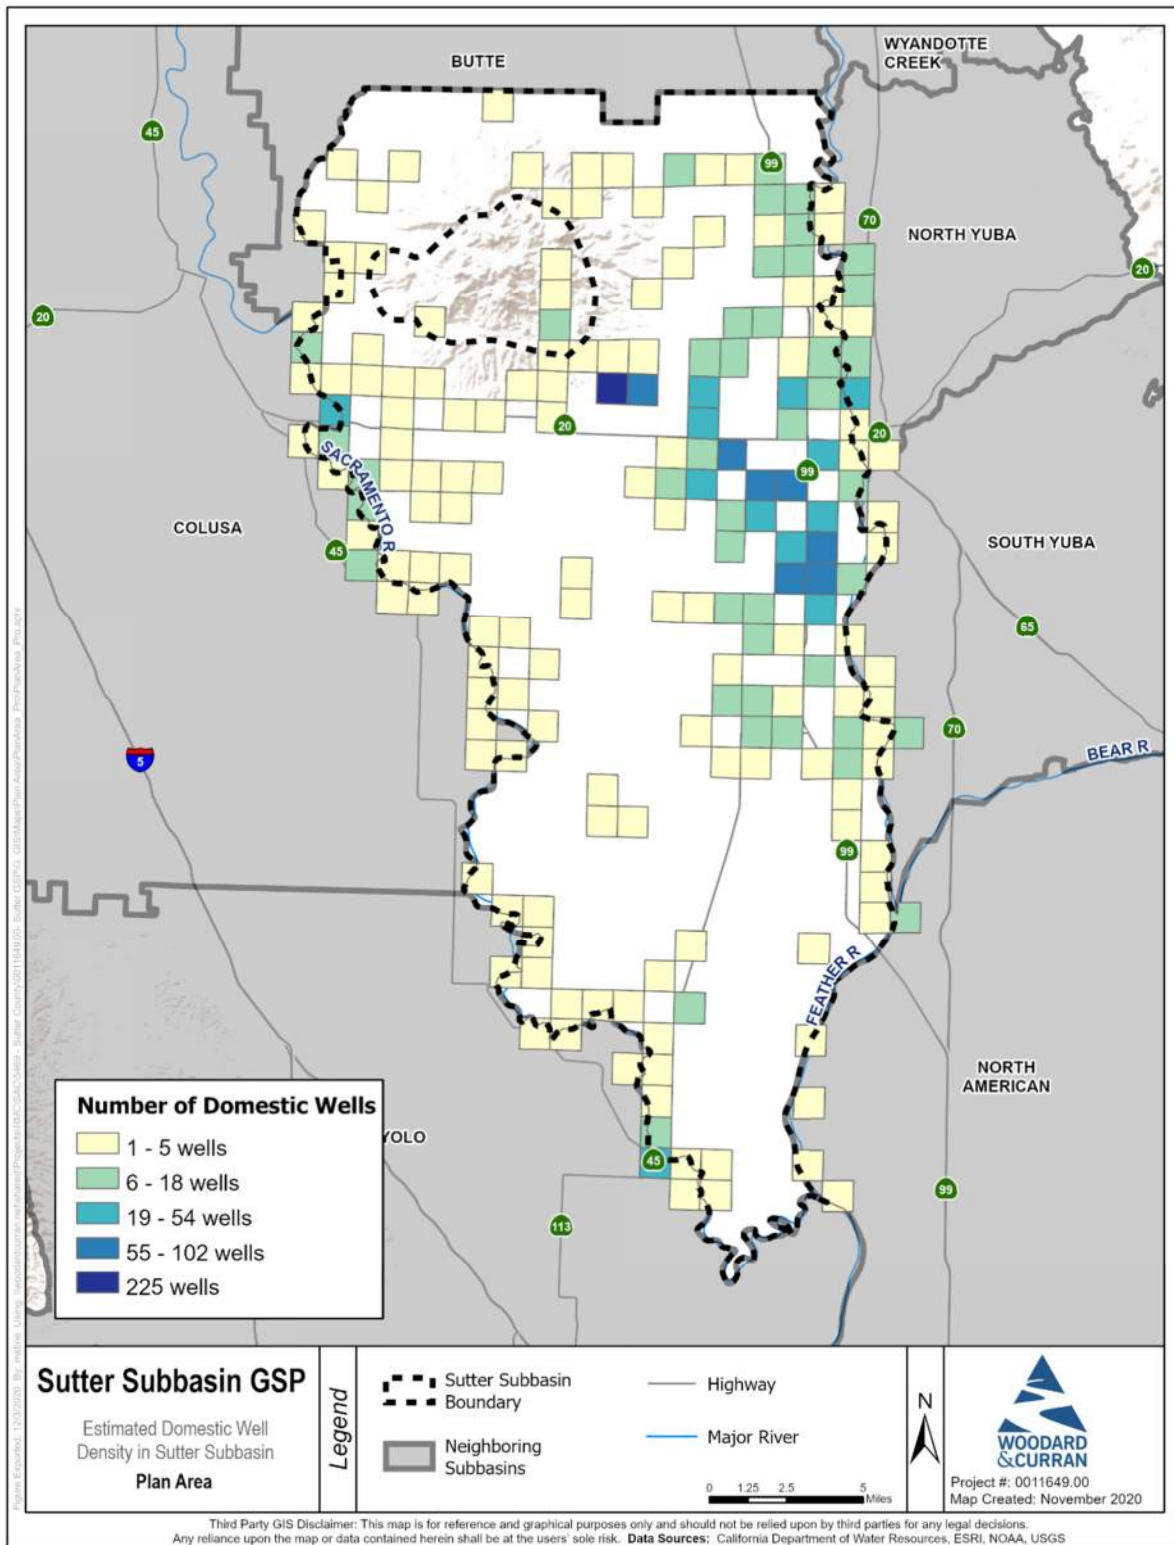 BUTTE
WYANDOTTE
CREEK
45
99
70
NORTH YUBA
20
20
20
20
SACRAMENTO R
99
COLUSA
45
SOUTH YUBA
65
70
5
BEAR R
99
FEATHER R
NORTH
AMERICAN
YOLO
45
99
113
Number of Domestic Wells
1 - 5 wells
6 - 18 wells
19 - 54 wells
55 - 102 wells
225 wells
Sutter Subbasin GSP
Estimated Domestic Well
Density in Sutter Subbasin
Plan Area
Legend
Sutter Subbasin
Boundary
Neighboring
Subbasins
Highway
Major River
0 1.25 2.5 5
Miles
N
WOODARD
&CURRAN
Project #: 0011649.00
Map Created: November 2020
Third Party GIS Disclaimer: This map is for reference and graphical purposes only and should not be relied upon by third parties for any legal decisions.
Any reliance upon the map or data contained herein shall be at the users' sole risk. Data Sources: California Department of Water Resources, ESRI, NOAA, USGS
Figure Exported: 12/3/2020 By: